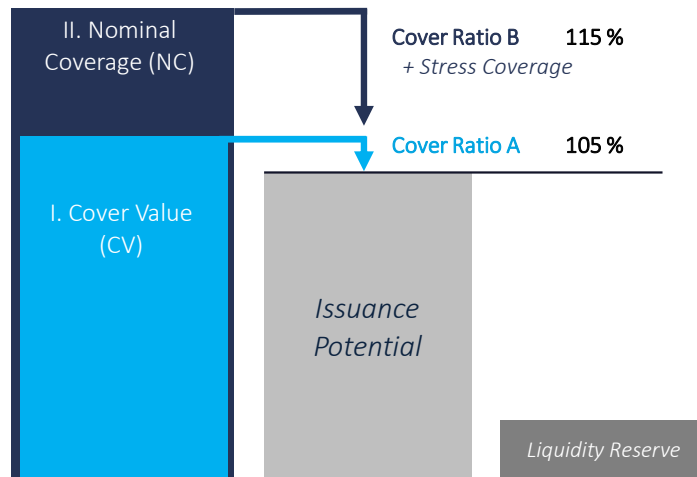 II. Nominal
Coverage (NC)
Cover Ratio B 115 %
+ Stress Coverage
Cover Ratio A 105 %
I. Cover Value
(CV)
Issuance
Potential
Liquidity Reserve